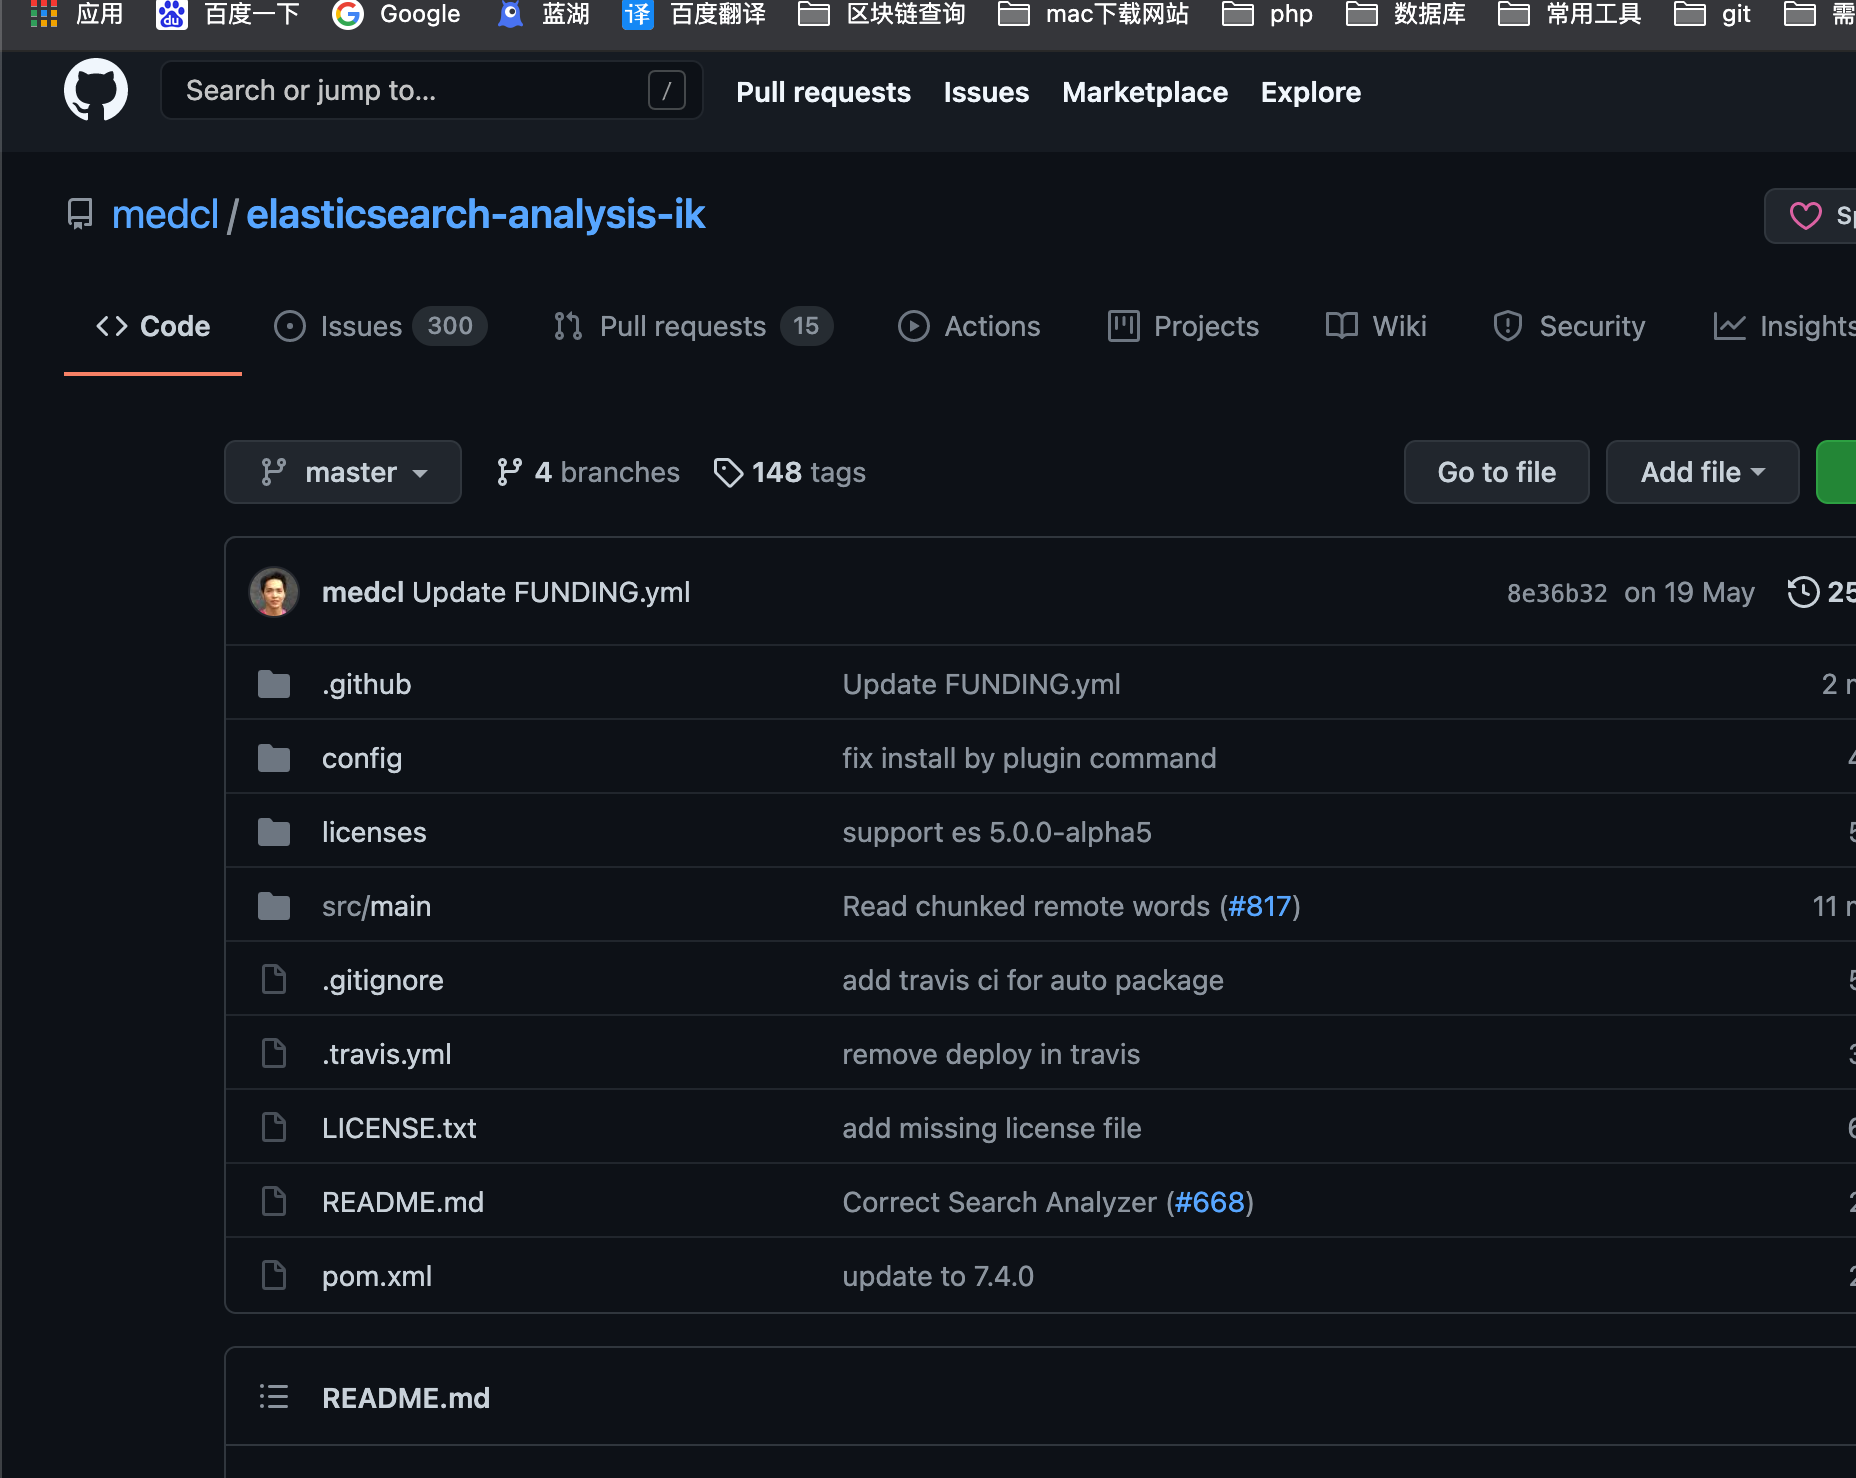 应用 du 百度一下 Google 蓝湖 译 百度翻译 区块链查询 mac下载网站 php 数据库 常用工具 git 需
Search or jump to... / Pull requests Issues Marketplace Explore
medcl / elasticsearch-analysis-ik Sp
Code Issues 300 Pull requests 15 Actions Projects Wiki Security Insights
master 4 branches 148 tags Go to file Add file
medcl Update FUNDING.yml 8e36b32 on 19 May 25
.github Update FUNDING.yml 2
config fix install by plugin command 4
licenses support es 5.0.0-alpha5 5
src/main Read chunked remote words (#817) 11
.gitignore add travis ci for auto package 5
.travis.yml remove deploy in travis 3
LICENSE.txt add missing license file 6
README.md Correct Search Analyzer (#668) 2
pom.xml update to 7.4.0 2
README.md